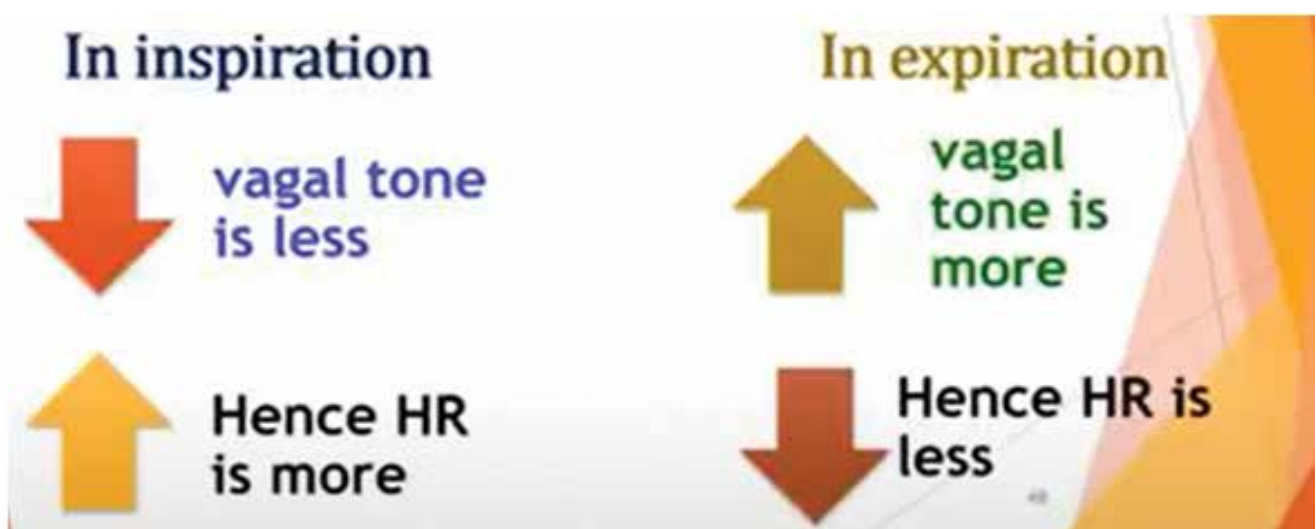 In inspiration
vagal tone
is less
Hence HR
is more
In expiration
vagal
tone is
more
Hence HR is
less